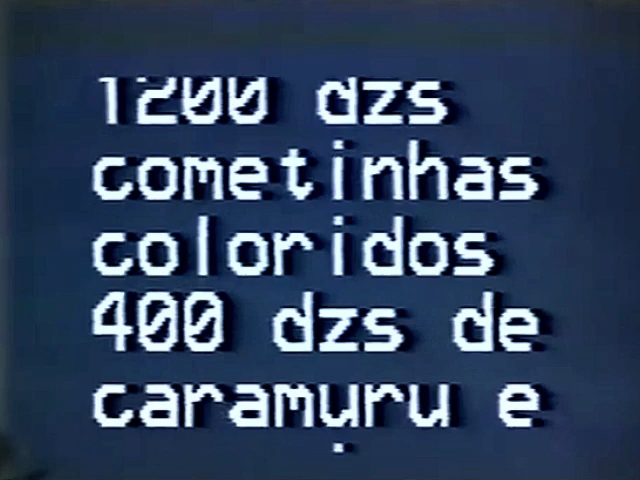 1200 dzs
cometinhas
coloridos
400 dzs de
caramuru e